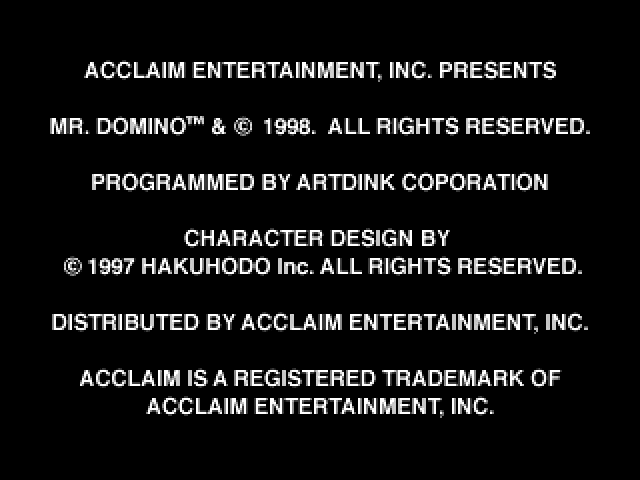 ACCLAIM ENTERTAINMENT, INC. PRESENTS
MR. DOMINO™ & © 1998. ALL RIGHTS RESERVED.
PROGRAMMED BY ARTDINK COPORATION
CHARACTER DESIGN BY
© 1997 HAKUHODO Inc. ALL RIGHTS RESERVED.
DISTRIBUTED BY ACCLAIM ENTERTAINMENT, INC.
ACCLAIM IS A REGISTERED TRADEMARK OF
ACCLAIM ENTERTAINMENT, INC.